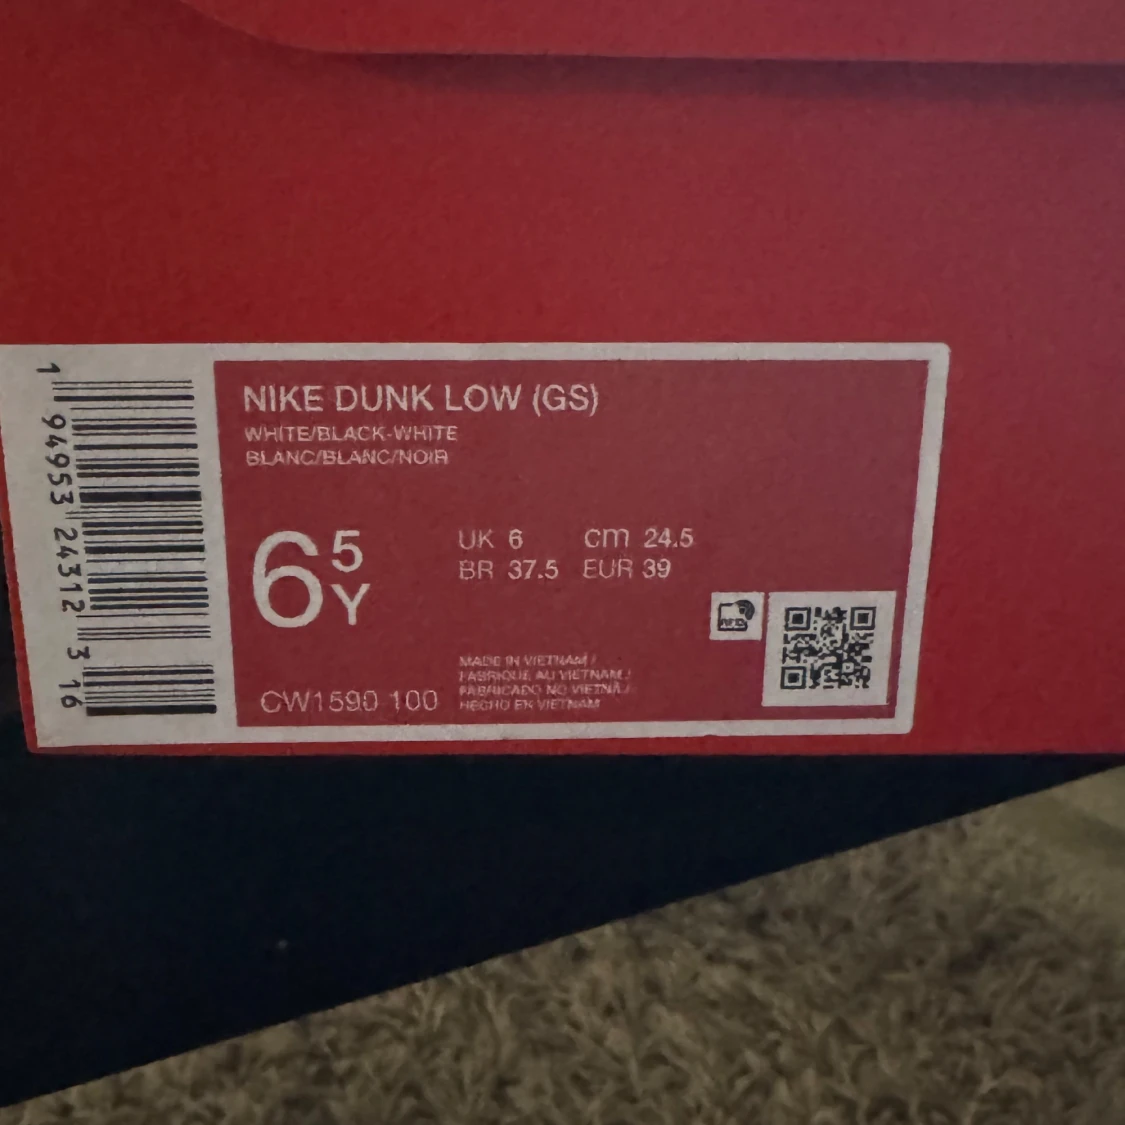 NIKE DUNK LOW (GS)
WHITE/BLACK-WHITE
BLANC/BLANC/NOIR
6 5 Y
UK 6 cm 24.5
BR 37.5 EUR 39
RFID
MADE IN VIETNAM /
FABRIQUE AU VIETNAM /
FABRICADO NO VIETNÃ /
HECHO EN VIETNAM
CW1590 100
1 94953 24312 3 16